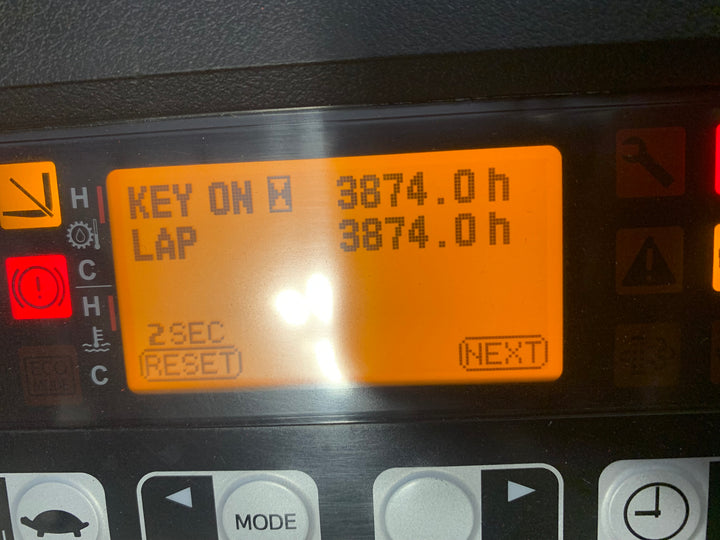 KEY ON 3874.0h
LAP 3874.0h
H
C
H
C
2SEC
RESET
NEXT
MODE